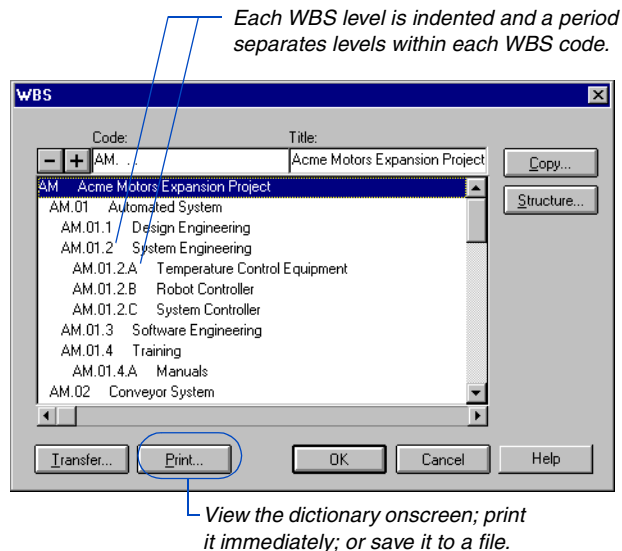 Each WBS level is indented and a period
separates levels within each WBS code.
WBS
Code: Title:
- + AM. . . Acme Motors Expansion Project Copy...
AM Acme Motors Expansion Project
Structure...
AM.01 Automated System
AM.01.1 Design Engineering
AM.01.2 System Engineering
AM.01.2.A Temperature Control Equipment
AM.01.2.B Robot Controller
AM.01.2.C System Controller
AM.01.3 Software Engineering
AM.01.4 Training
AM.01.4.A Manuals
AM.02 Conveyor System
Transfer... Print... OK Cancel Help
View the dictionary onscreen; print
it immediately; or save it to a file.